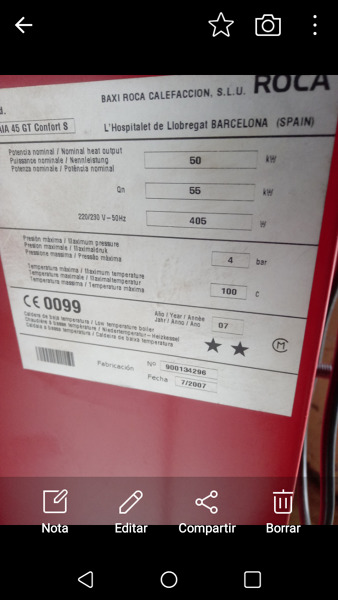 ROCA
BAXI ROCA CALEFACCION, S.L.U.
d.
AIA 45 GT Confort S
L'Hospitalet de Llobregat BARCELONA (SPAIN)
Potencia nominal / Nominal heat output
Puissance nominale / Nennleistung
Potenza nominale / Potência nominal
50 kW
Qn 55 kW
220/230 V~50Hz 405 W
Presión máxima / Maximum pressure
Pression maximale / Maximaldruk
Pressione massima / Pressão máxima
4 bar
Temperatura máxima / Maximum temperature
Temperature maximale / Maximaltemperatur
Temperatura massima / Temperatura máxima
100 C
CE 0099
Año / Year / Année
Jahr / Anno / Ano
07
Caldera de baja temperatura / Low temperature boiler
Chaudière à basse température / Niedertemperatur-Heizkessel
Caldaia a bassa temperatura / Caldeira de baixa temperatura
M
Fabricación
Nº 900134296
Fecha 7/2007
Nota
Editar
Compartir
Borrar